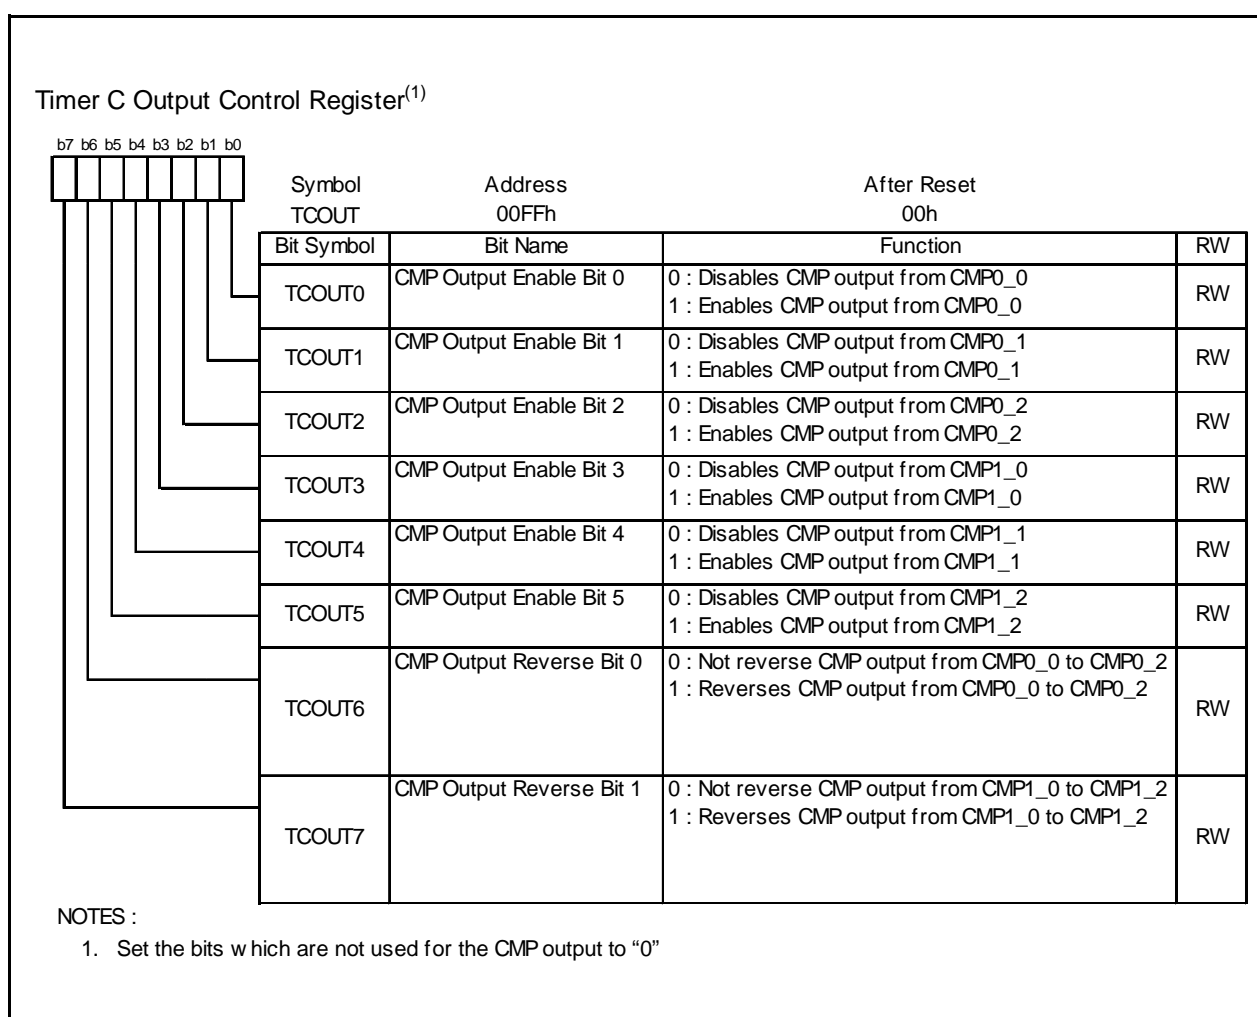 Timer C Output Control Register(1)
b7 b6 b5 b4 b3 b2 b1 b0
Symbol Address After Reset
TCOUT 00FFh 00h
Bit Symbol Bit Name Function RW
TCOUT0 CMP Output Enable Bit 0 0 : Disables CMP output from CMP0_0
1 : Enables CMP output from CMP0_0 RW
TCOUT1 CMP Output Enable Bit 1 0 : Disables CMP output from CMP0_1
1 : Enables CMP output from CMP0_1 RW
TCOUT2 CMP Output Enable Bit 2 0 : Disables CMP output from CMP0_2
1 : Enables CMP output from CMP0_2 RW
TCOUT3 CMP Output Enable Bit 3 0 : Disables CMP output from CMP1_0
1 : Enables CMP output from CMP1_0 RW
TCOUT4 CMP Output Enable Bit 4 0 : Disables CMP output from CMP1_1
1 : Enables CMP output from CMP1_1 RW
TCOUT5 CMP Output Enable Bit 5 0 : Disables CMP output from CMP1_2
1 : Enables CMP output from CMP1_2 RW
TCOUT6 CMP Output Reverse Bit 0 0 : Not reverse CMP output from CMP0_0 to CMP0_2
1 : Reverses CMP output from CMP0_0 to CMP0_2 RW
TCOUT7 CMP Output Reverse Bit 1 0 : Not reverse CMP output from CMP1_0 to CMP1_2
1 : Reverses CMP output from CMP1_0 to CMP1_2 RW
NOTES :
1. Set the bits which are not used for the CMP output to “0”